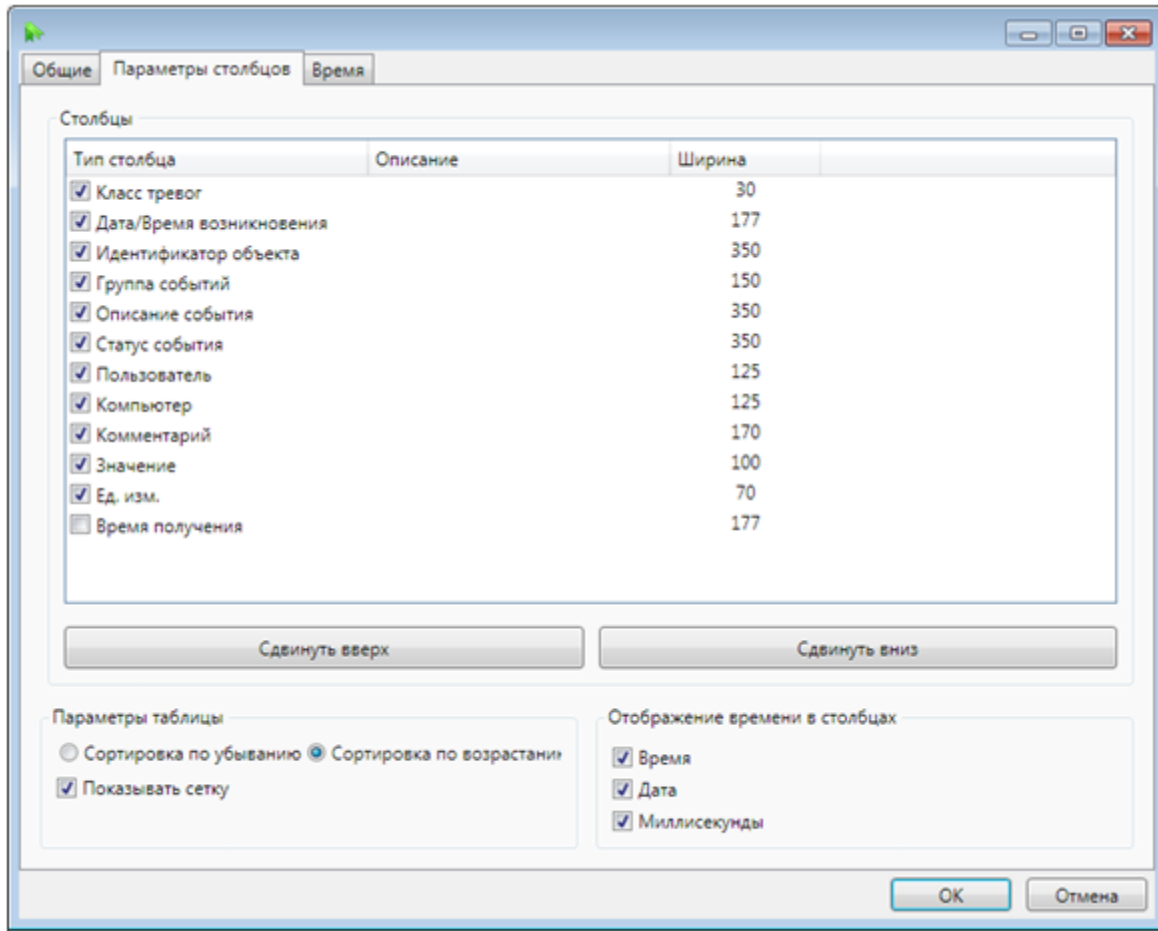 Общие Параметры столбцов Время
Столбцы
Тип столбца Описание Ширина
Класс тревог 30
Дата/Время возникновения 177
Идентификатор объекта 350
Группа событий 150
Описание события 350
Статус события 350
Пользователь 125
Компьютер 125
Комментарий 170
Значение 100
Ед. изм. 70
Время получения 177
Сдвинуть вверх Сдвинуть вниз
Параметры таблицы Отображение времени в столбцах
Сортировка по убыванию Сортировка по возрастани
Время
Показывать сетку
Дата
Миллисекунды
ОК Отмена